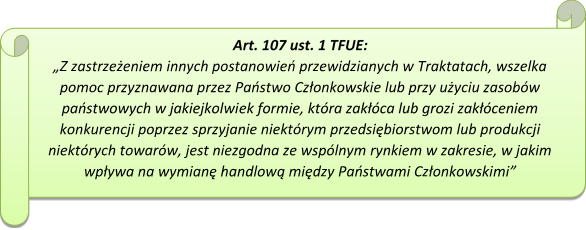 Art. 107 ust. 1 TFUE:
„Z zastrzeżeniem innych postanowień przewidzianych w Traktatach, wszelka
pomoc przyznawana przez Państwo Członkowskie lub przy użyciu zasobów
państwowych w jakiejkolwiek formie, która zakłóca lub grozi zakłóceniem
konkurencji poprzez sprzyjanie niektórym przedsiębiorstwom lub produkcji
niektórych towarów, jest niezgodna ze wspólnym rynkiem w zakresie, w jakim
wpływa na wymianę handlową między Państwami Członkowskimi”